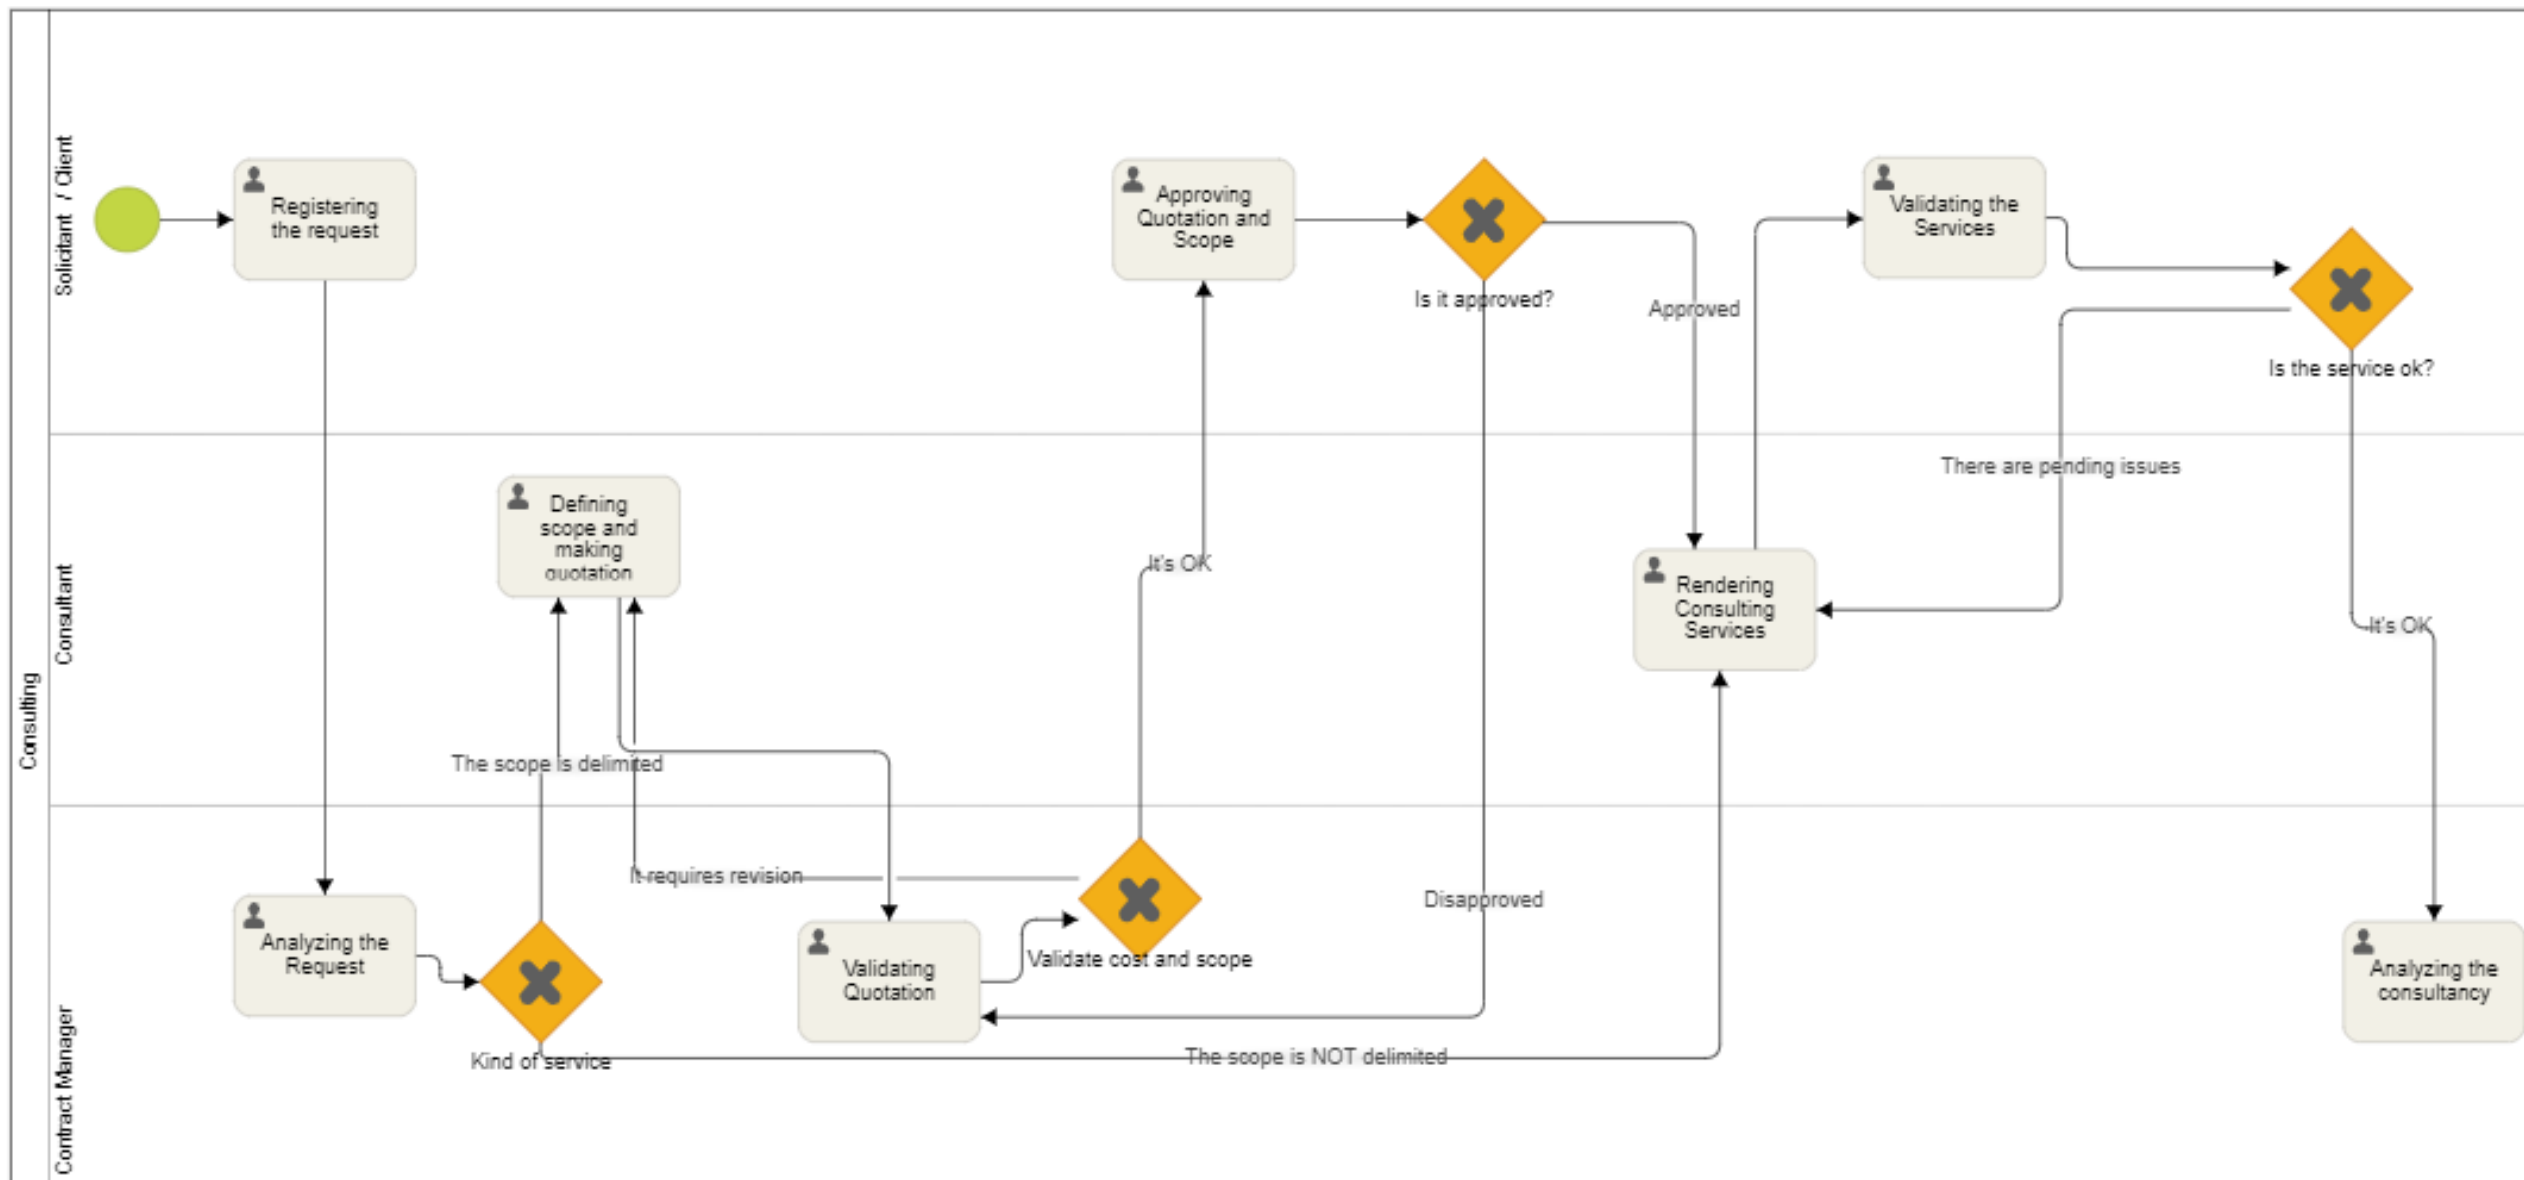 Consulting
Solicitant / Client
Registering
the request
Approving
Quotation and
Scope
Is it approved?
Approved
Validating the
Services
Is the service ok?
Consultant
Defining
scope and
making
quotation
The scope is delimited
It's OK
Rendering
Consulting
Services
There are pending issues
It's OK
Contract Manager
Analyzing the
Request
Kind of service
It requires revision
Validating
Quotation
Validate cost and scope
Disapproved
The scope is NOT delimited
Analyzing the
consultancy